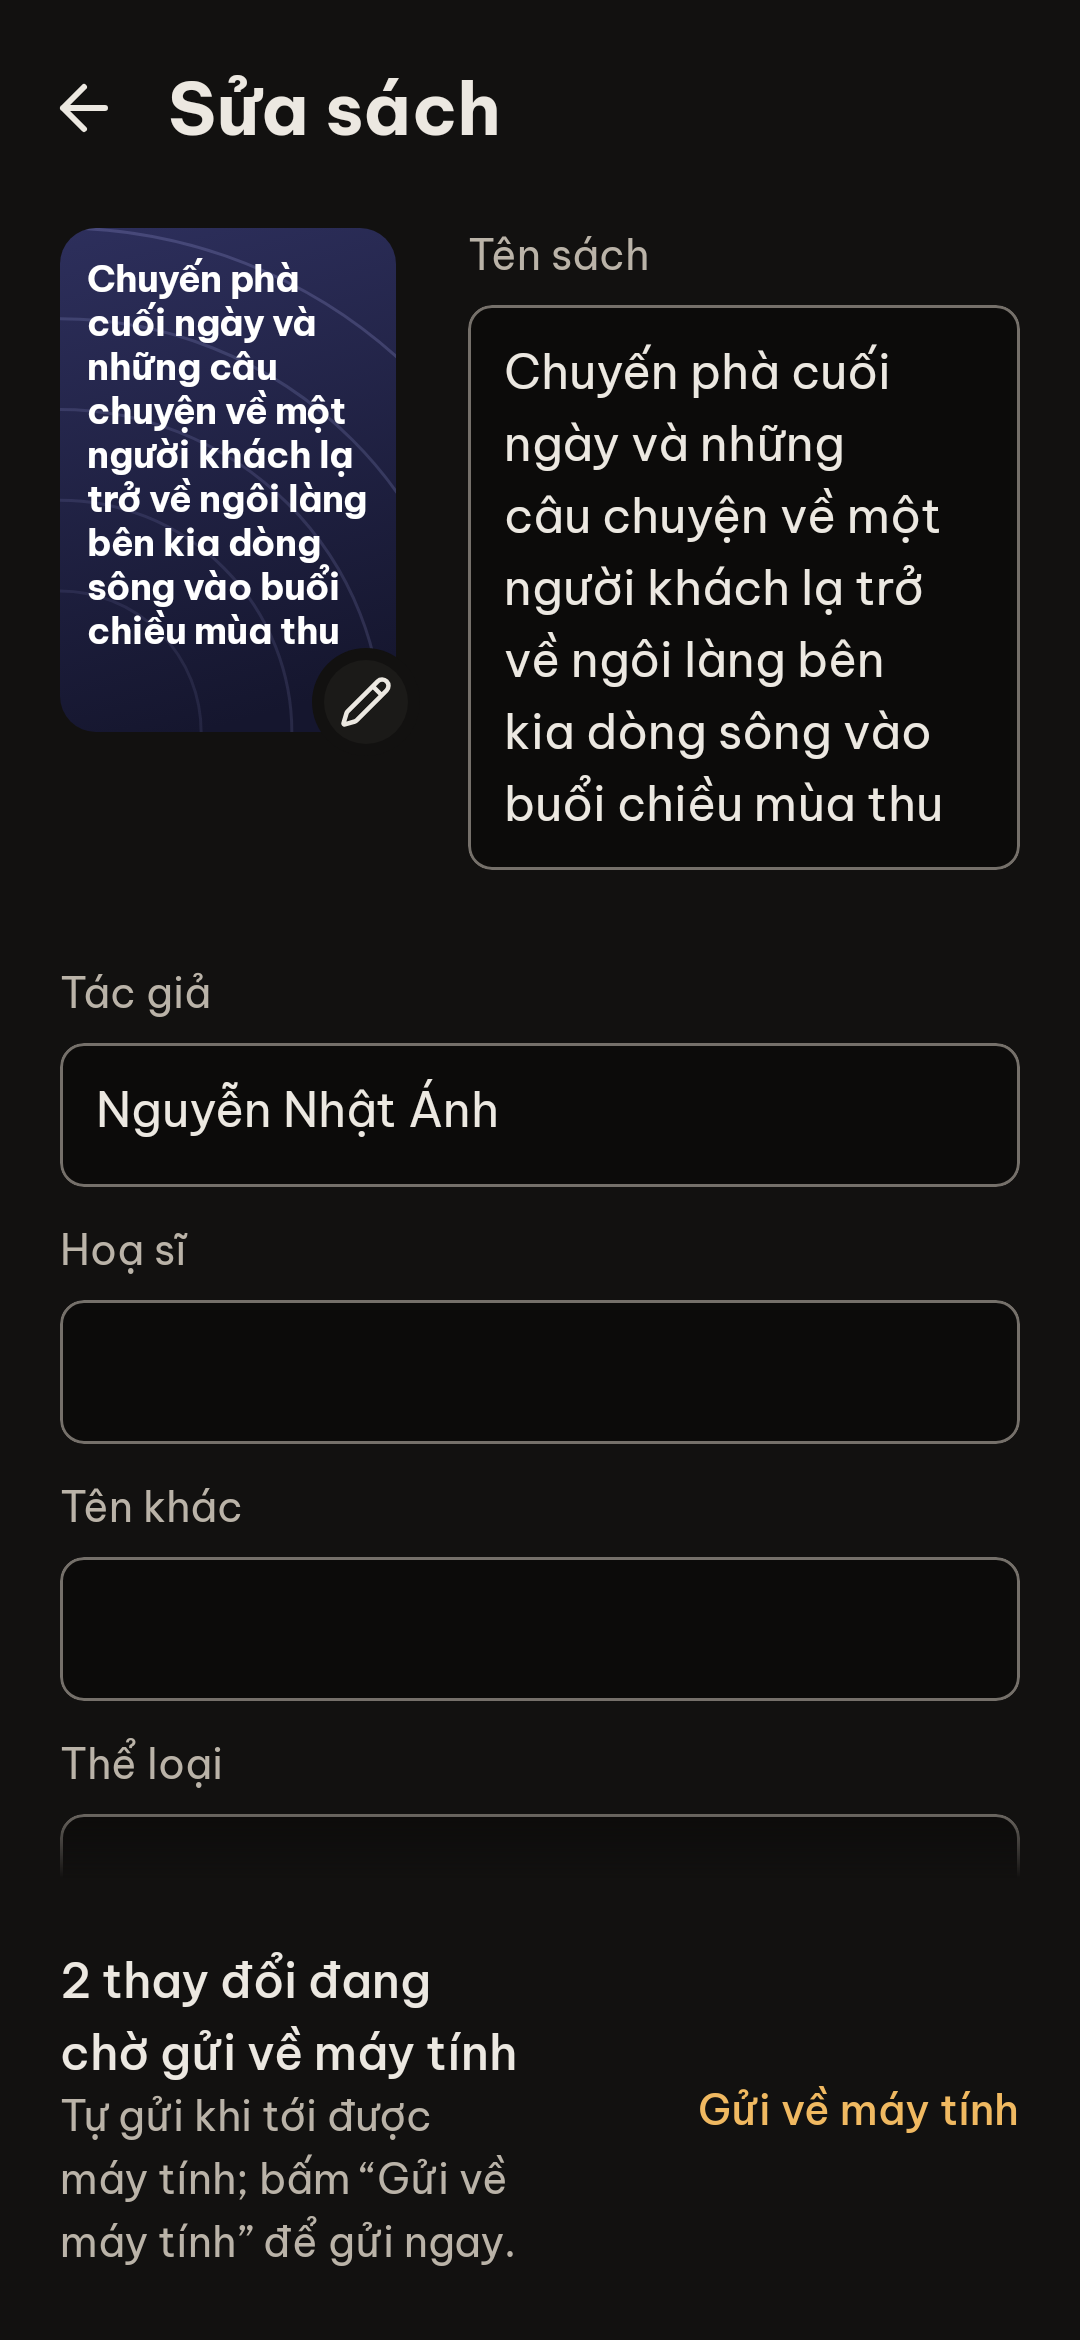 Sửa sách
Chuyến phà
cuối ngày và
những câu
chuyện về một
người khách lạ
trở về ngôi làng
bên kia dòng
sông vào buổi
chiều mùa thu
Tên sách
Chuyến phà cuối
ngày và những
câu chuyện về một
người khách lạ trở
về ngôi làng bên
kia dòng sông vào
buổi chiều mùa thu
Tác giả
Nguyễn Nhật Ánh
Hoạ sĩ
Tên khác
Thể loại
2 thay đổi đang
chờ gửi về máy tính
Tự gửi khi tới được
máy tính; bấm “Gửi về
máy tính” để gửi ngay.
Gửi về máy tính